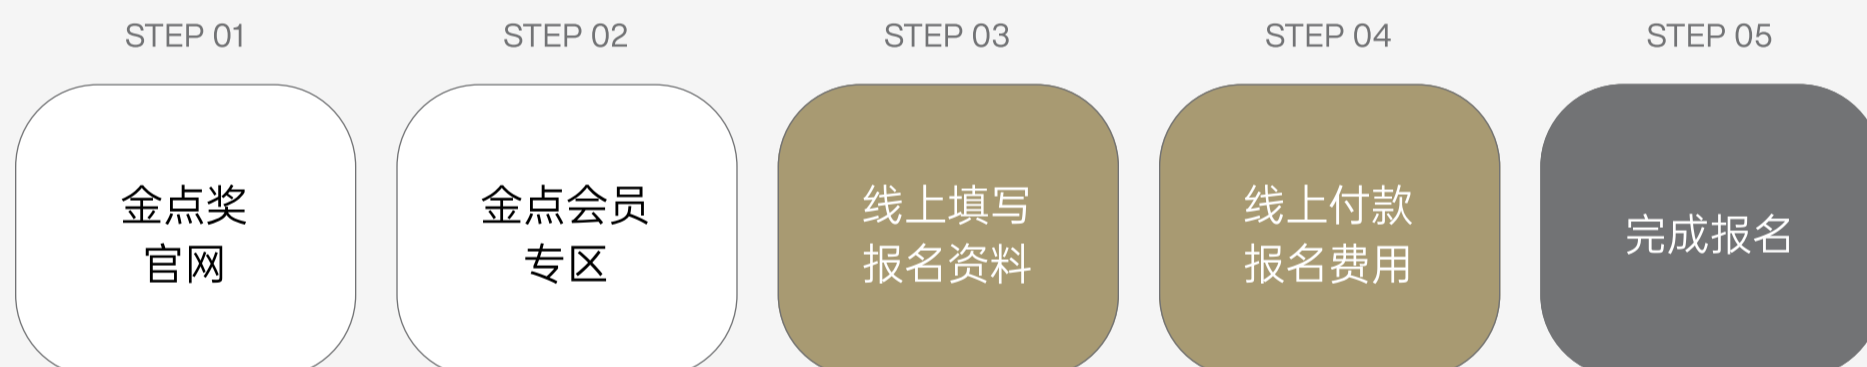 STEP 01
金点奖
官网
STEP 02
金点会员
专区
STEP 03
线上填写
报名资料
STEP 04
线上付款
报名费用
STEP 05
完成报名